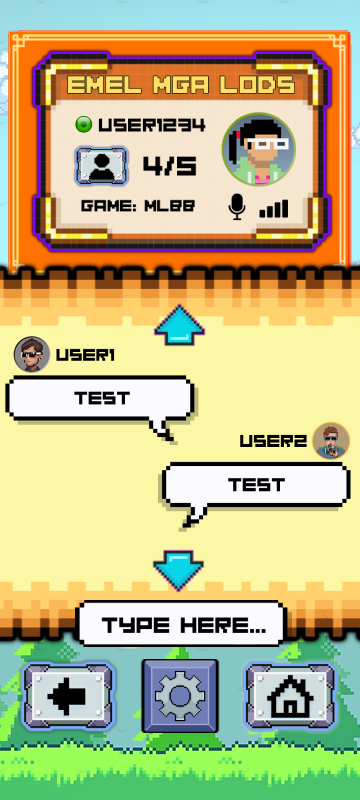 EMEL MGA LODS
USER1234
4/5
GAME: MLBB
USER1
TEST
USER2
TEST
TYPE HERE...